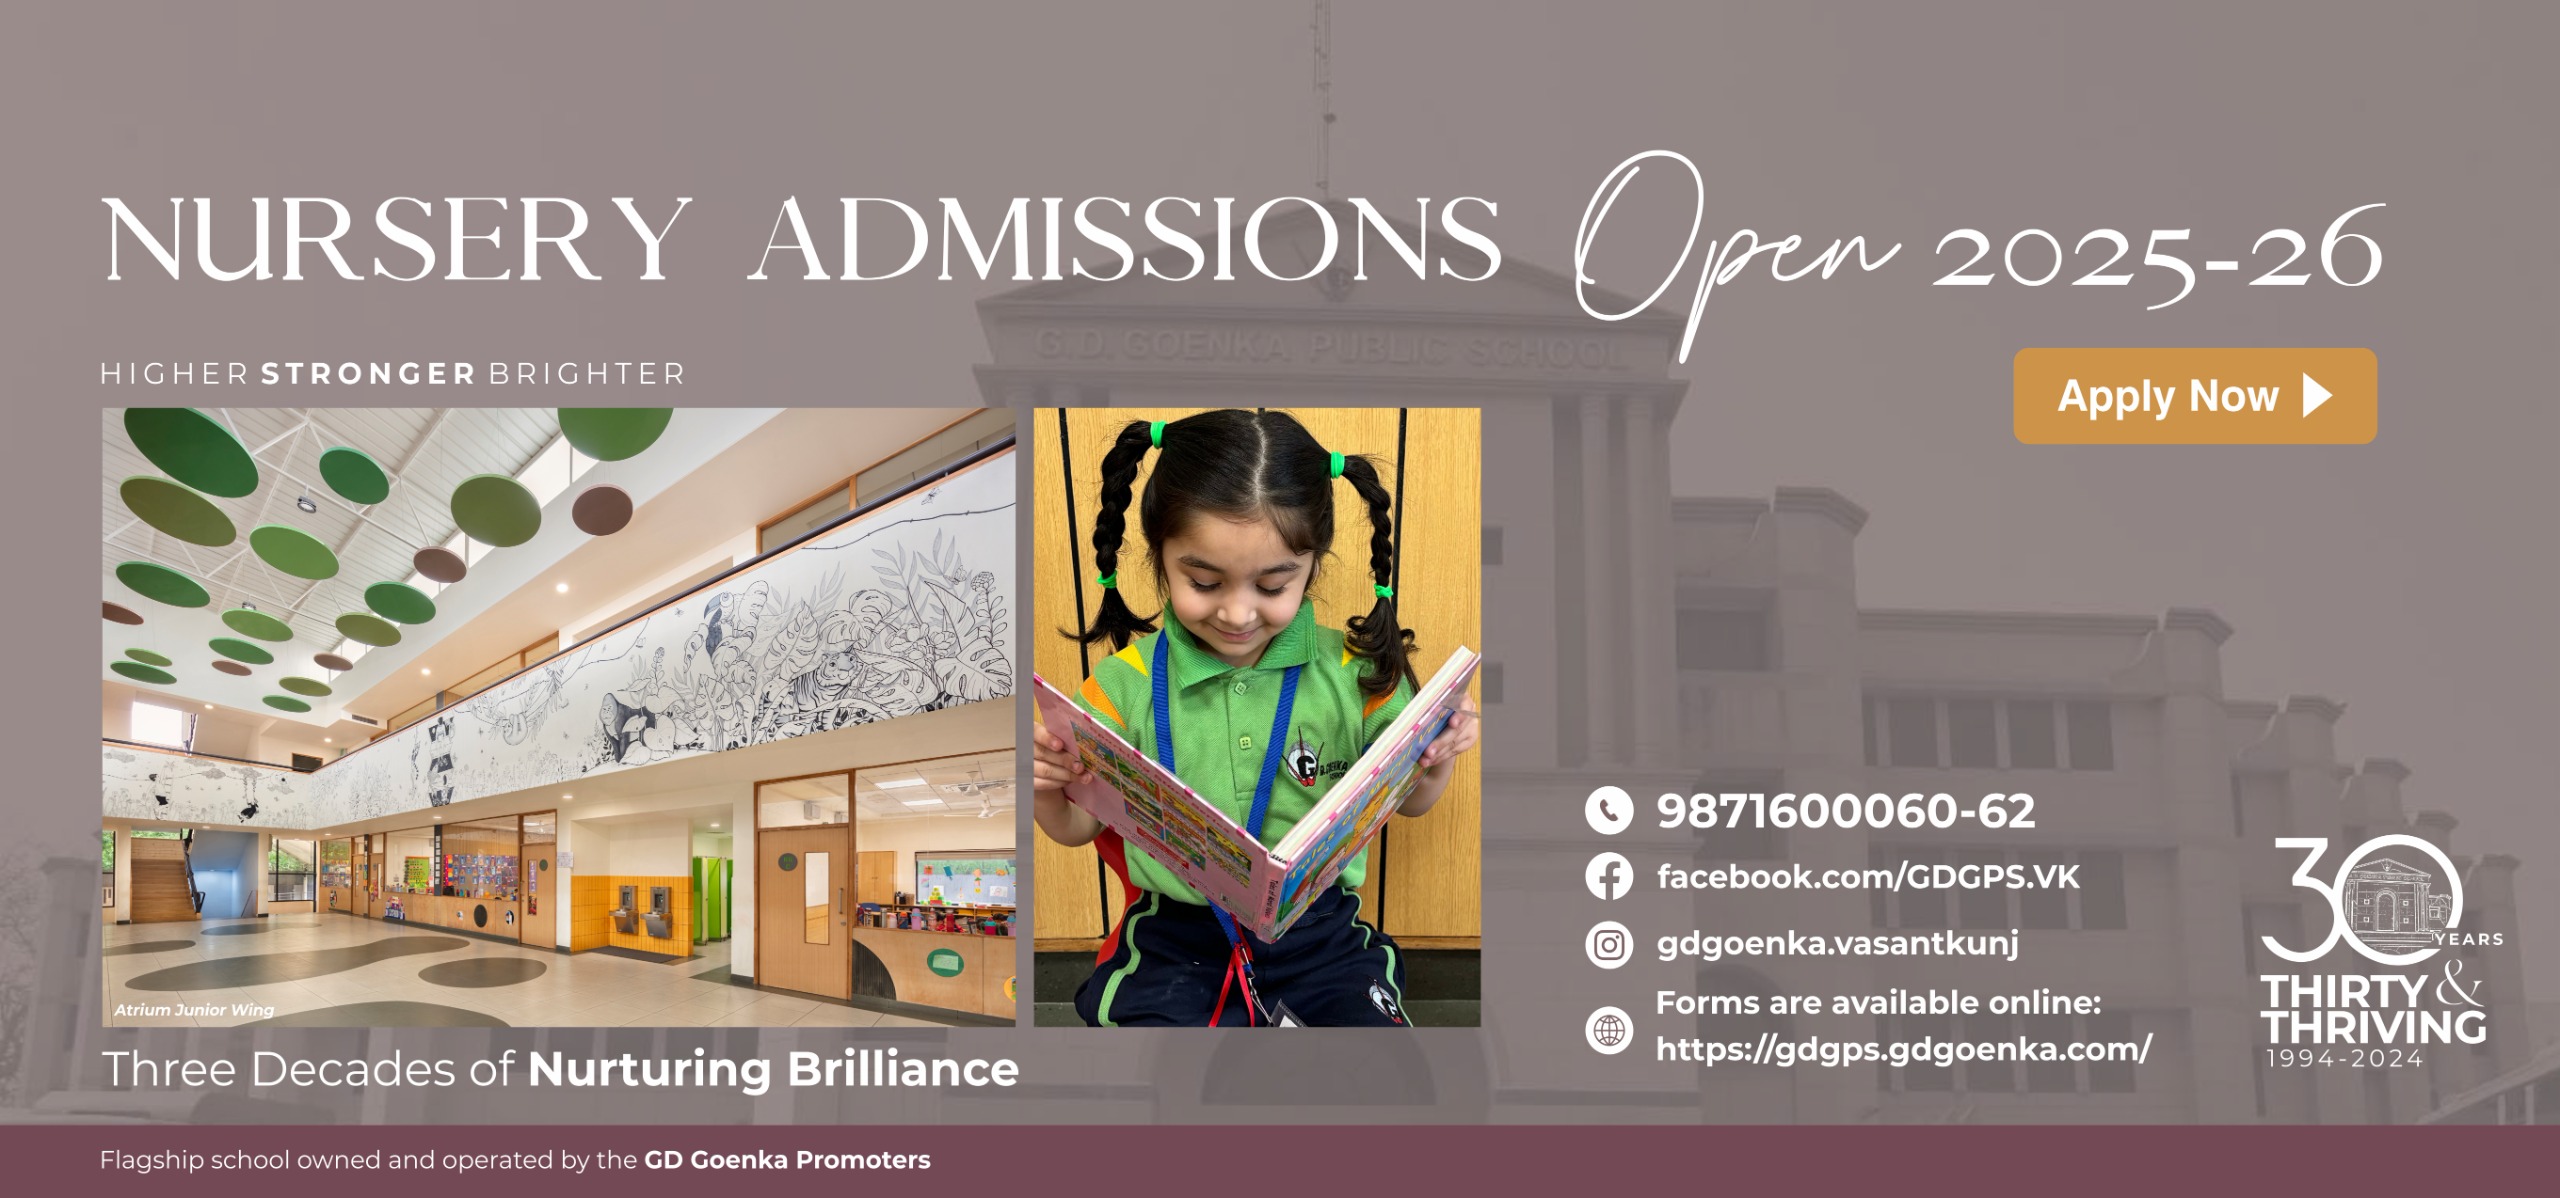 NURSERY ADMISSIONS Open 2025-26
G.D. GOENKA PUBLIC SCHOOL
HIGHER STRONGER BRIGHTER
Apply Now
Atrium Junior Wing
Three Decades of Nurturing Brilliance
9871600060-62
facebook.com/GDGPS.VK
gdgoenka.vasantkunj
Forms are available online:
https://gdgps.gdgoenka.com/
30 YEARS
THIRTY &
THRIVING
1994-2024
Flagship school owned and operated by the GD Goenka Promoters